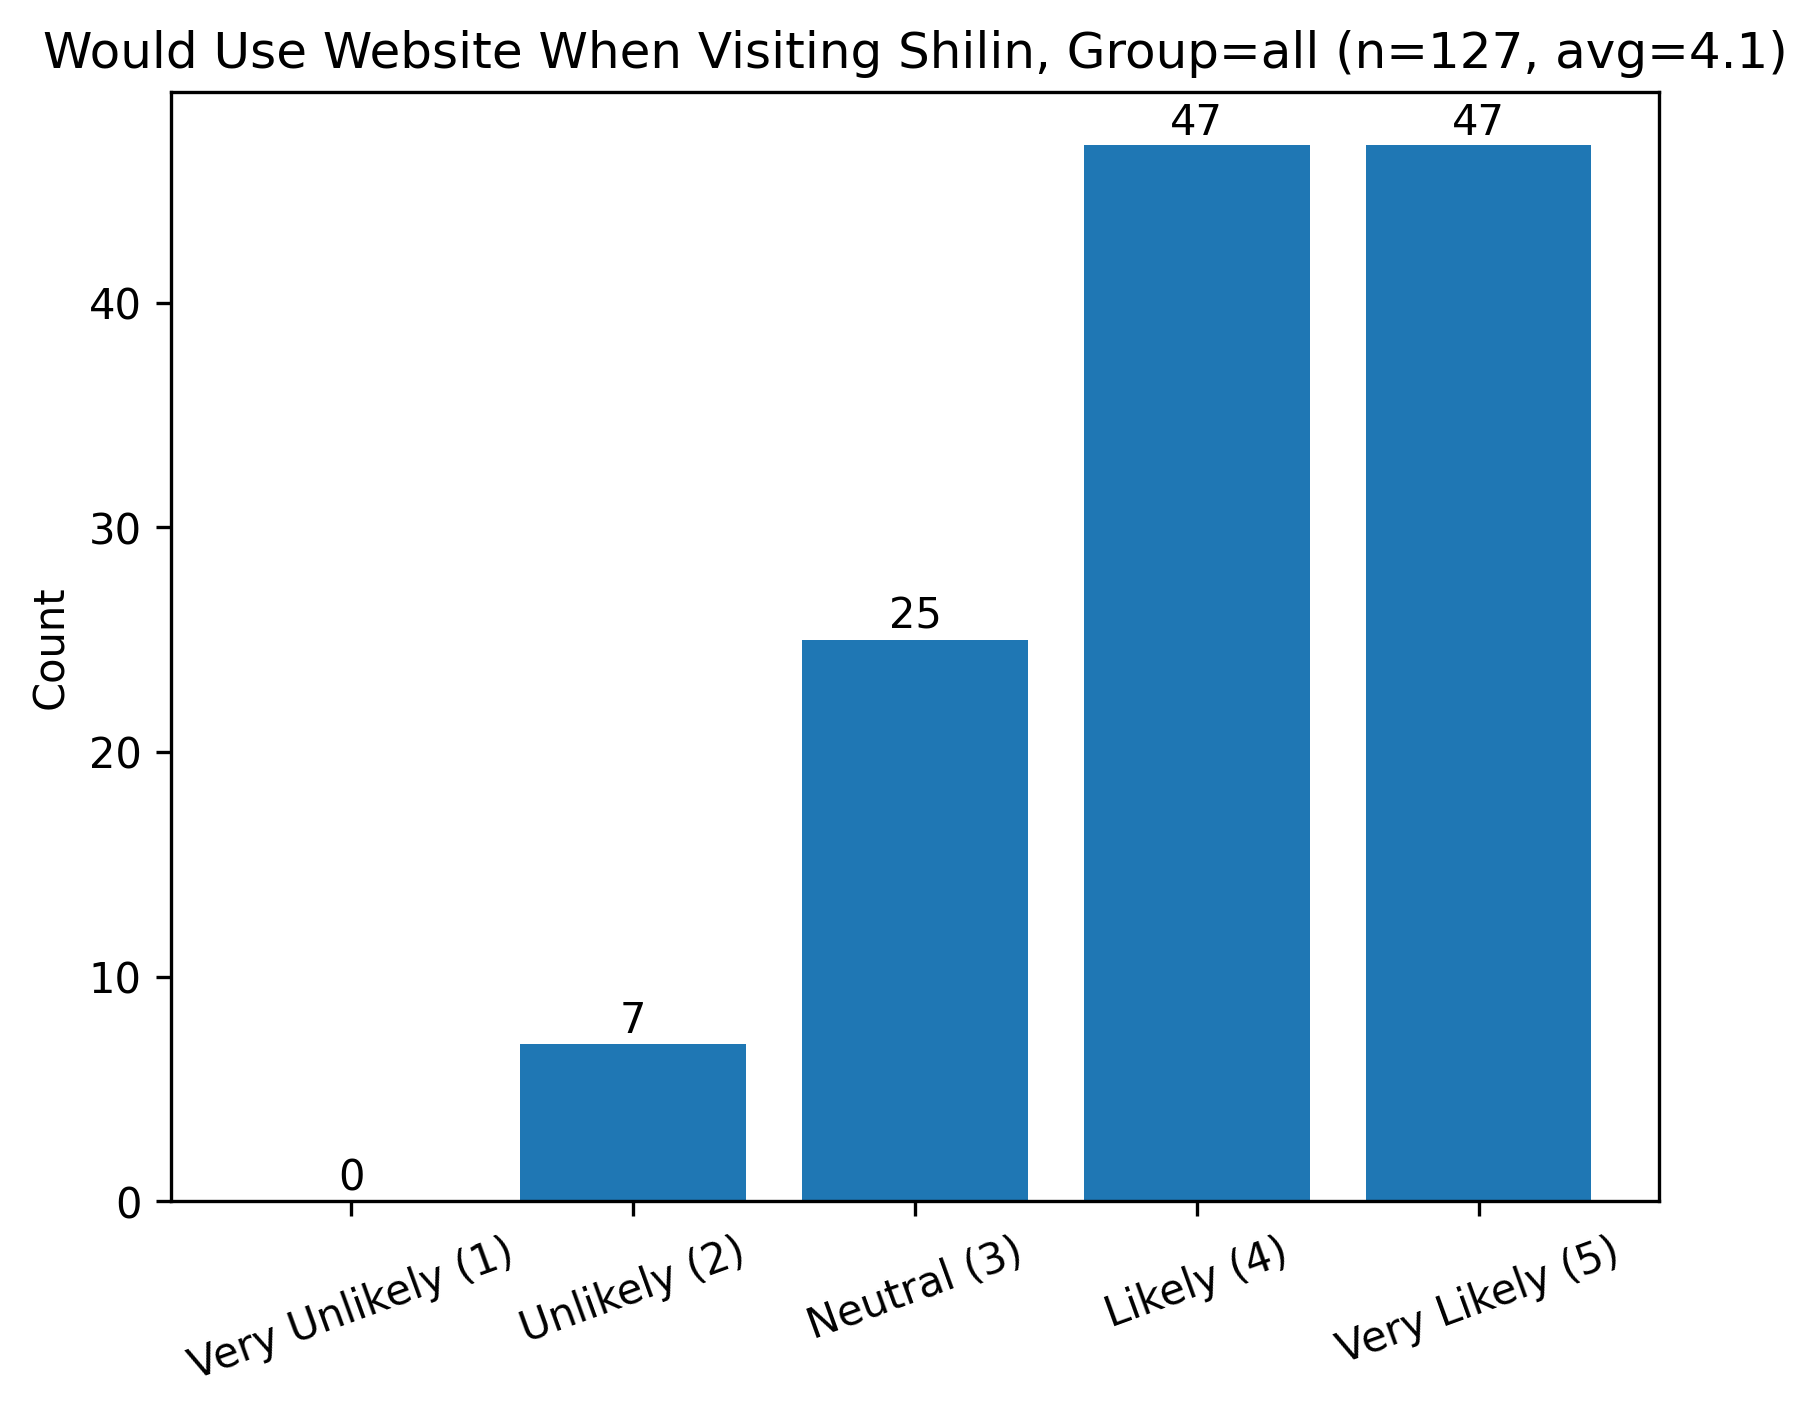 Would Use Website When Visiting Shilin, Group=all (n=127, avg=4.1)
47
47
40
30
25
Count
20
10
7
0
0
Very Unlikely (1)
Unlikely (2)
Neutral (3)
Likely (4)
Very Likely (5)